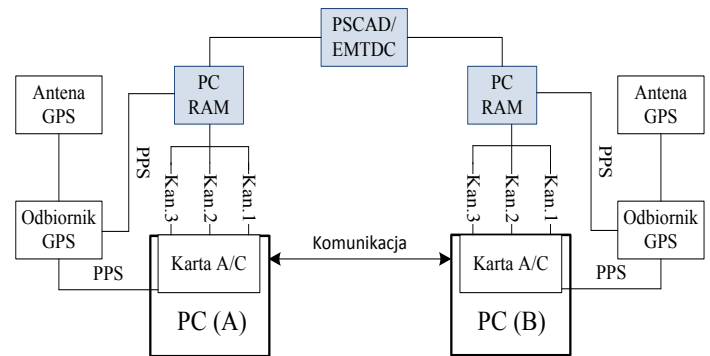 PSCAD/
EMTDC
PC
RAM
PC
RAM
Antena
GPS
Antena
GPS
PPS
PPS
Kan.3
Kan.2
Kan.1
Kan.3
Kan.2
Kan.1
Odbiornik
GPS
Odbiornik
GPS
Komunikacja
PPS
Karta A/C
Karta A/C
PPS
PC (A)
PC (B)